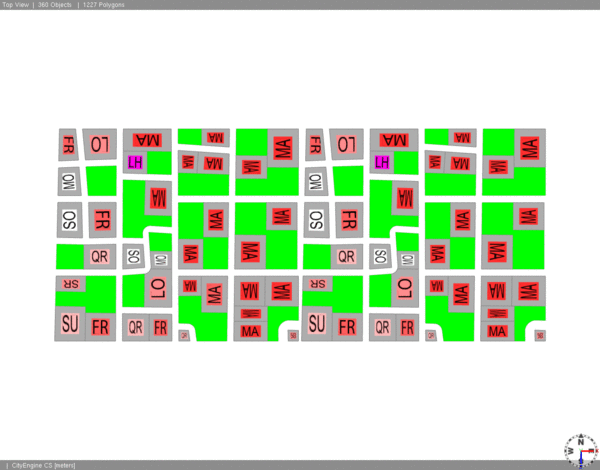 Top View | 360 Objects | 1227 Polygons
FR LO MA MA MA FR LO MA MA MA
LH MA MA MA LH MA MA MA
OM MA OM MA
SO FR MA MA SO FR MA MA
QR SO OM MA MA QR SO OM MA MA
SR LO MA MA MA MA SR LO MA MA MA MA
SU FR QR FR MA MA SU FR QR FR MA MA
N
W
| CityEngine CS [meters]